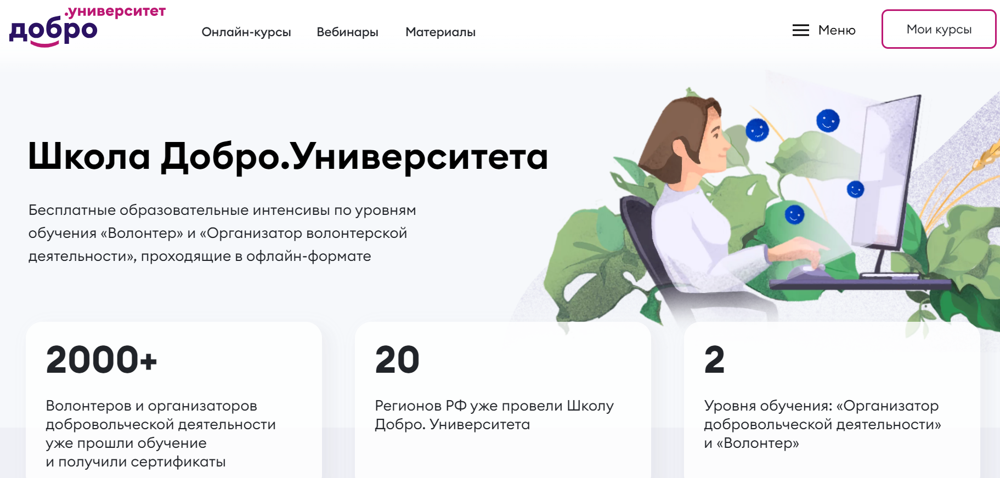 .университет
добро
Онлайн-курсы
Вебинары
Материалы
Меню
Мои курсы
Школа Добро.Университета
Бесплатные образовательные интенсивы по уровням
обучения «Волонтер» и «Организатор волонтерской
деятельности», проходящие в офлайн-формате
2000+
Волонтеров и организаторов
добровольческой деятельности
уже прошли обучение
и получили сертификаты
20
Регионов РФ уже провели Школу
Добро. Университета
2
Уровня обучения: «Организатор
добровольческой деятельности»
и «Волонтер»